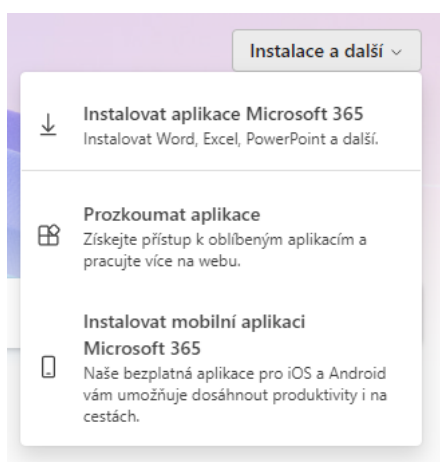 Instalace a další
Instalovat aplikace Microsoft 365
Instalovat Word, Excel, PowerPoint a další.
Prozkoumat aplikace
Získejte přístup k oblíbeným aplikacím a
pracujte více na webu.
Instalovat mobilní aplikaci
Microsoft 365
Naše bezplatná aplikace pro iOS a Android
vám umožňuje dosáhnout produktivity i na
cestách.